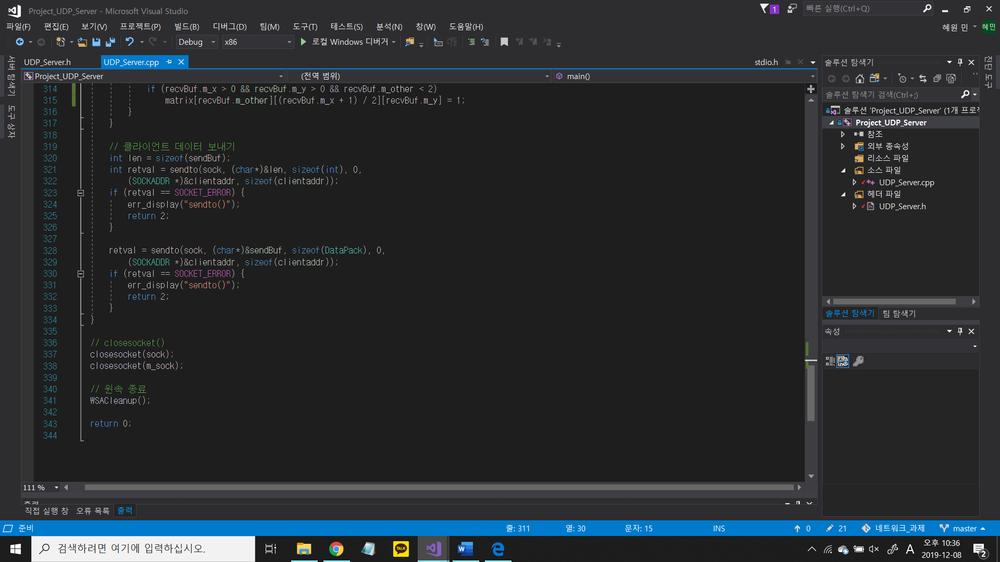 Project_UDP_Server - Microsoft Visual Studio
1
빠른 실행(Ctrl+Q)
파일(F) 편집(E) 보기(V) 프로젝트(P) 빌드(B) 디버그(D) 팀(M) 도구(T) 테스트(S) 분석(N) 창(W) 도움말(H)
혜원 민 혜민
Debug x86 로컬 Windows 디버거
서버 탐색기
도구 상자
UDP_Server.h UDP_Server.cpp stdio.h
Project_UDP_Server (전역 범위) main()
314 if (recvBuf.m_x > 0 && recvBuf.m_y > 0 && recvBuf.m_other < 2)
315 matrix[recvBuf.m_other][(recvBuf.m_x + 1) / 2][recvBuf.m_y] = 1;
316 }
317 }
318
319 // 클라이언트 데이터 보내기
320 int len = sizeof(sendBuf);
321 int retval = sendto(sock, (char*)&len, sizeof(int), 0,
322 (SOCKADDR *)&clientaddr, sizeof(clientaddr));
323 if (retval == SOCKET_ERROR) {
324 err_display("sendto()");
325 return 2;
326 }
327
328 retval = sendto(sock, (char*)&sendBuf, sizeof(DataPack), 0,
329 (SOCKADDR *)&clientaddr, sizeof(clientaddr));
330 if (retval == SOCKET_ERROR) {
331 err_display("sendto()");
332 return 2;
333 }
334 }
335
336 // closesocket()
337 closesocket(sock);
338 closesocket(m_sock);
339
340 // 윈속 종료
341 WSACleanup();
342
343 return 0;
344
111 %
출력
직접 실행 창 오류 목록 출력
솔루션 탐색기
솔루션 탐색기 검색(Ctrl+;)
솔루션 'Project_UDP_Server' (1개 프로젝
Project_UDP_Server
참조
외부 종속성
리소스 파일
소스 파일
UDP_Server.cpp
헤더 파일
UDP_Server.h
솔루션 탐색기 팀 탐색기
속성
진단 도구
준비 줄: 311 열: 30 문자: 15 INS 0 21 네트워크_과제 master
검색하려면 여기에 입력하십시오.
TALK
A
오후 10:36
2019-12-08
2